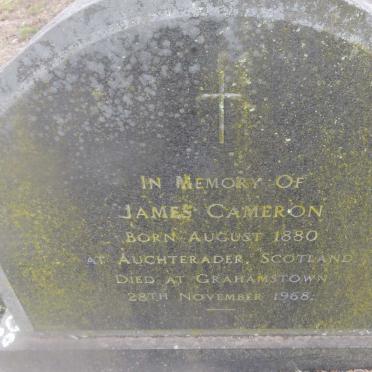 IN MEMORY OF
JAMES CAMERON
BORN AUGUST 1880
AT AUCHTERADER, SCOTLAND
DIED AT GRAHAMSTOWN
28TH NOVEMBER 1968.